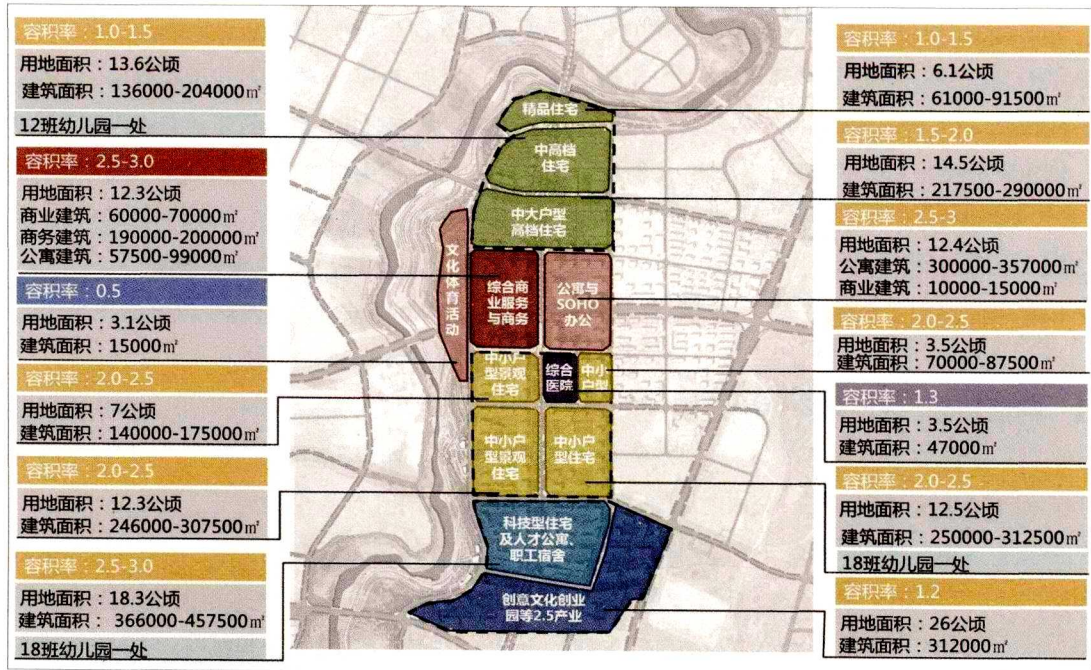 容积率：1.0-1.5
用地面积：13.6公顷
建筑面积：136000-204000㎡
12班幼儿园一处
容积率：2.5-3.0
用地面积：12.3公顷
商业建筑：60000-70000㎡
商务建筑：190000-200000㎡
公寓建筑：57500-99000㎡
容积率：0.5
用地面积：3.1公顷
建筑面积：15000㎡
容积率：2.0-2.5
用地面积：7公顷
建筑面积：140000-175000㎡
容积率：2.0-2.5
用地面积：12.3公顷
建筑面积：246000-307500㎡
容积率：2.5-3.0
用地面积：18.3公顷
建筑面积： 366000-457500㎡
18班幼儿园一处
精品住宅
中高档
住宅
中大户型
高档住宅
文化体育活动
综合商
业服务
与商务
公寓与
SOHO
办公
中小户
型景观
住宅
综合
医院
中小
户型
中小户
型景观
住宅
中小户
型住宅
科技型住宅
及人才公寓、
职工宿舍
创意文化创业
园等2.5产业
容积率：1.0-1.5
用地面积：6.1公顷
建筑面积：61000-91500㎡
容积率：1.5-2.0
用地面积：14.5公顷
建筑面积：217500-290000㎡
容积率：2.5-3
用地面积：12.4公顷
公寓建筑：300000-357000㎡
商业建筑：10000-15000㎡
容积率：2.0-2.5
用地面积：3.5公顷
建筑面积：70000-87500㎡
容积率：1.3
用地面积：3.5公顷
建筑面积：47000㎡
容积率：2.0-2.5
用地面积：12.5公顷
建筑面积：250000-312500㎡
18班幼儿园一处
容积率：1.2
用地面积：26公顷
建筑面积：312000㎡